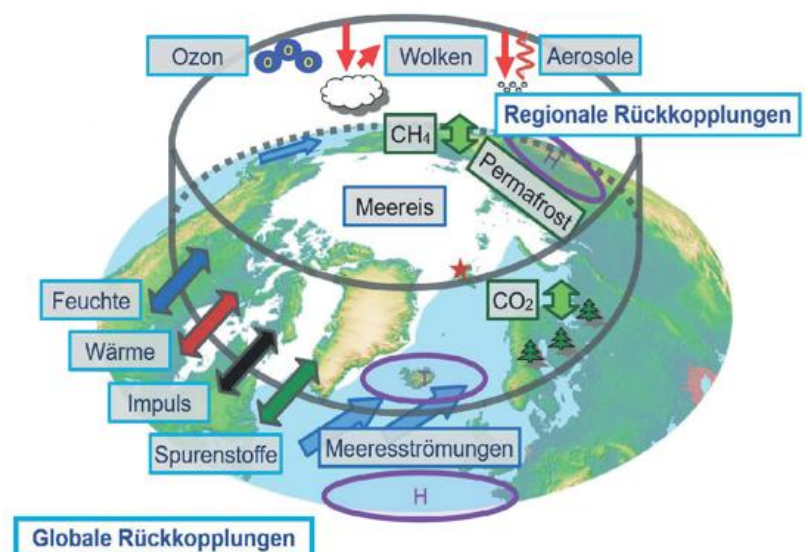 Ozon
Wolken
Aerosole
Regionale Rückkopplungen
CH₄
H
Permafrost
Meereis
Feuchte
CO₂
Wärme
Impuls
T
Spurenstoffe
Meeresströmungen
H
Globale Rückkopplungen